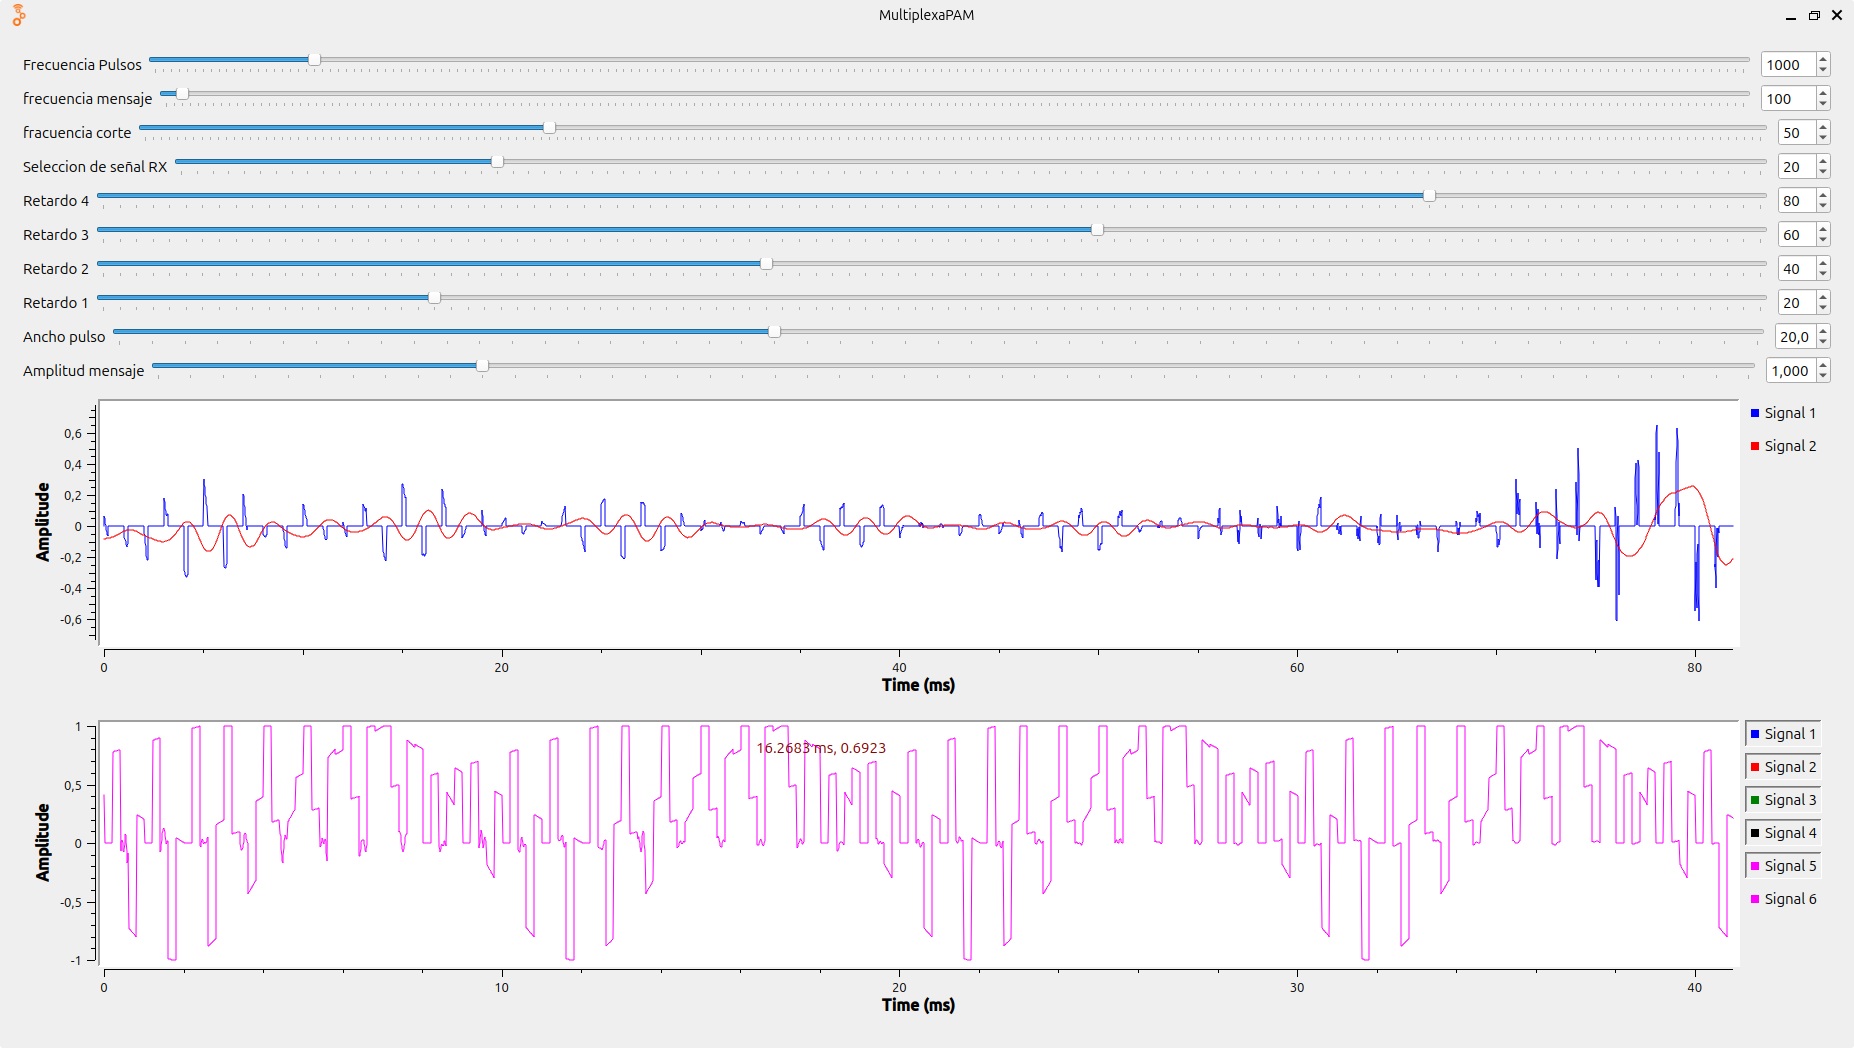 MultiplexaPAM
Frecuencia Pulsos 1000
frecuencia mensaje 100
fracuencia corte 50
Seleccion de señal RX 20
Retardo 4 80
Retardo 3 60
Retardo 2 40
Retardo 1 20
Ancho pulso 20,0
Amplitud mensaje 1,000
Amplitude
0,6
0,4
0,2
0
-0,2
-0,4
-0,6
Signal 1
Signal 2
0 20 40 60 80
Time (ms)
Amplitude
1
0,5
0
-0,5
-1
16.2683 ms, 0.6923
Signal 1
Signal 2
Signal 3
Signal 4
Signal 5
Signal 6
0 10 20 30 40
Time (ms)